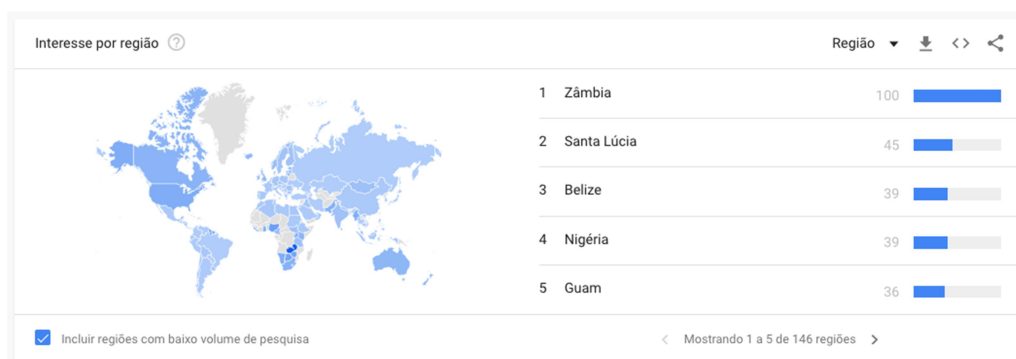 Interesse por região
Região
1 Zâmbia 100
2 Santa Lúcia 45
3 Belize 39
4 Nigéria 39
5 Guam 36
Incluir regiões com baixo volume de pesquisa
Mostrando 1 a 5 de 146 regiões